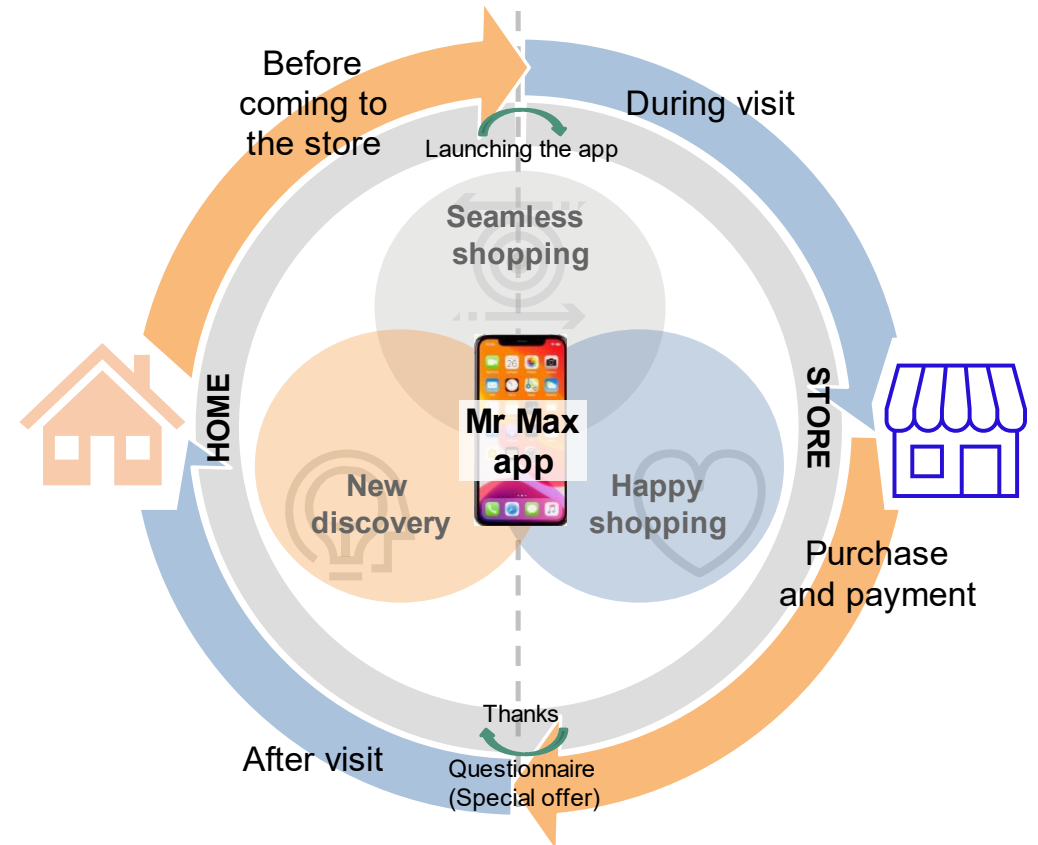 Before
coming to
the store
During visit
Launching the app
Seamless
shopping
HOME
STORE
Mr Max
app
New
discovery
Happy
shopping
Purchase
and payment
Thanks
After visit
Questionnaire
(Special offer)